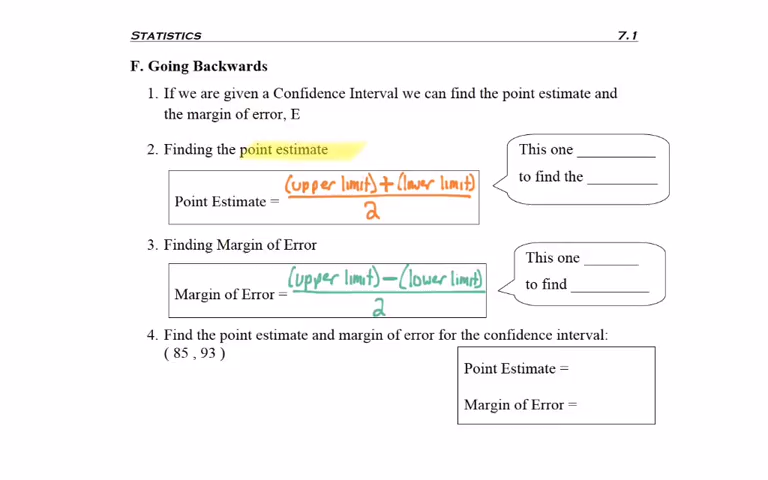 STATISTICS 7.1
F. Going Backwards
1. If we are given a Confidence Interval we can find the point estimate and
the margin of error, E
2. Finding the point estimate
This one __________
to find the _________
(upper limit) + (lower limit)
Point Estimate =
2
3. Finding Margin of Error
This one _______
to find __________
(upper limit) - (lower limit)
Margin of Error =
2
4. Find the point estimate and margin of error for the confidence interval:
( 85 , 93 )
Point Estimate =
Margin of Error =